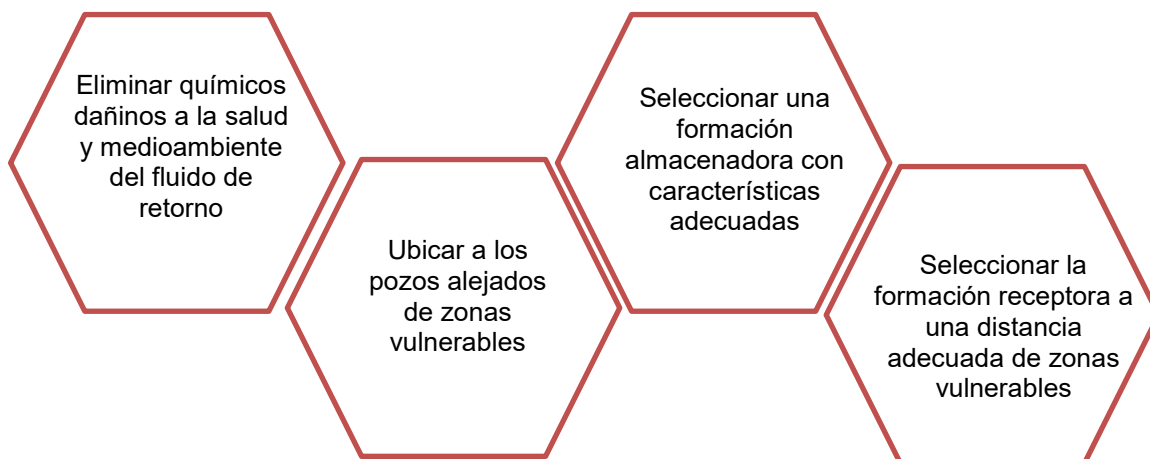 Eliminar químicos
dañinos a la salud
y medioambiente
del fluido de
retorno
Ubicar a los
pozos alejados
de zonas
vulnerables
Seleccionar una
formación
almacenadora con
características
adecuadas
Seleccionar la
formación receptora a
una distancia
adecuada de zonas
vulnerables